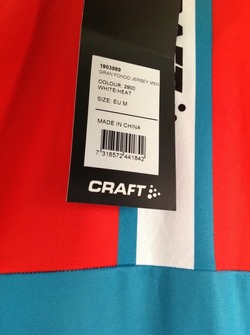 1903989
GRAN FONDO JERSEY MEN
COLOUR: 2900
WHITE/HEAT
SIZE: EU M
MADE IN CHINA
7 318572 441842
CRAFT